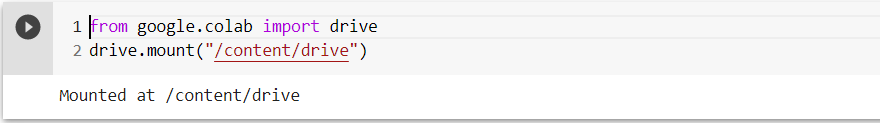 1 from google.colab import drive
2 drive.mount("/content/drive")
Mounted at /content/drive